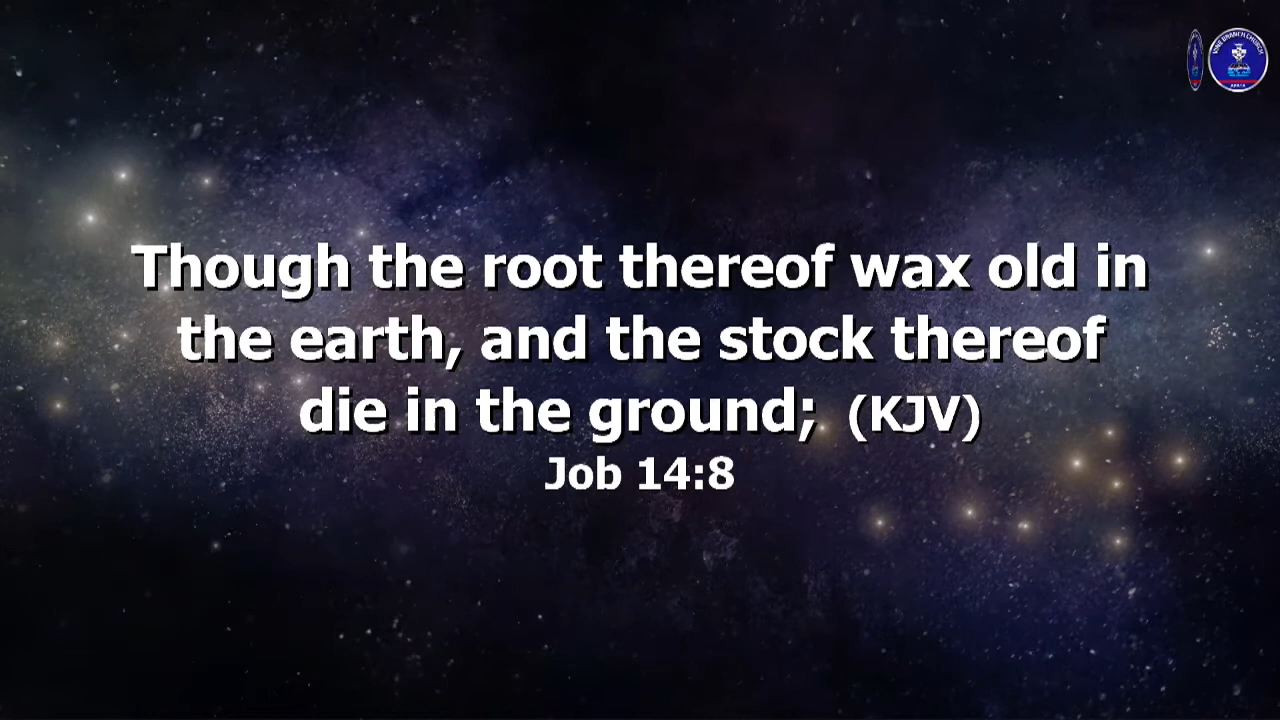 Though the root thereof wax old in
the earth, and the stock thereof
die in the ground; (KJV)
Job 14:8